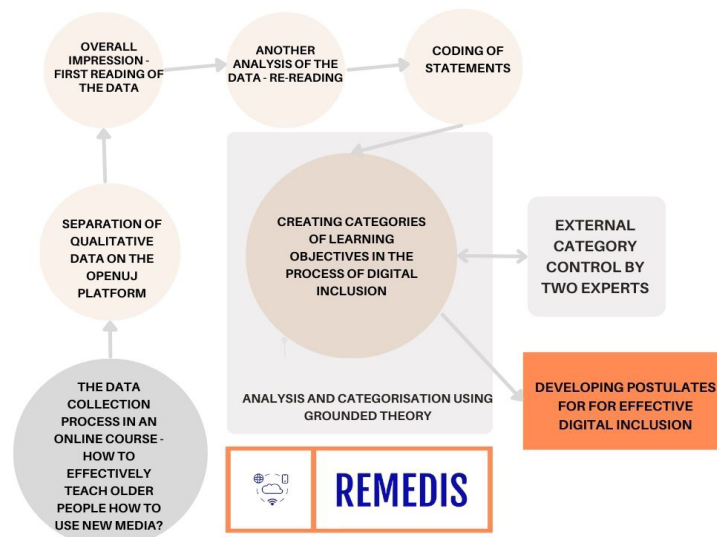 OVERALL
IMPRESSION -
FIRST READING OF
THE DATA
ANOTHER
ANALYSIS OF THE
DATA - RE-READING
CODING OF
STATEMENTS
SEPARATION OF
QUALITATIVE
DATA ON THE
OPENUJ
PLATFORM
CREATING CATEGORIES
OF LEARNING
OBJECTIVES IN THE
PROCESS OF DIGITAL
INCLUSION
EXTERNAL
CATEGORY
CONTROL BY
TWO EXPERTS
THE DATA
COLLECTION
PROCESS IN AN
ONLINE COURSE -
HOW TO
EFFECTIVELY
TEACH OLDER
PEOPLE HOW TO
USE NEW MEDIA?
ANALYSIS AND CATEGORISATION USING
GROUNDED THEORY
DEVELOPING POSTULATES
FOR FOR EFFECTIVE
DIGITAL INCLUSION
REMEDIS